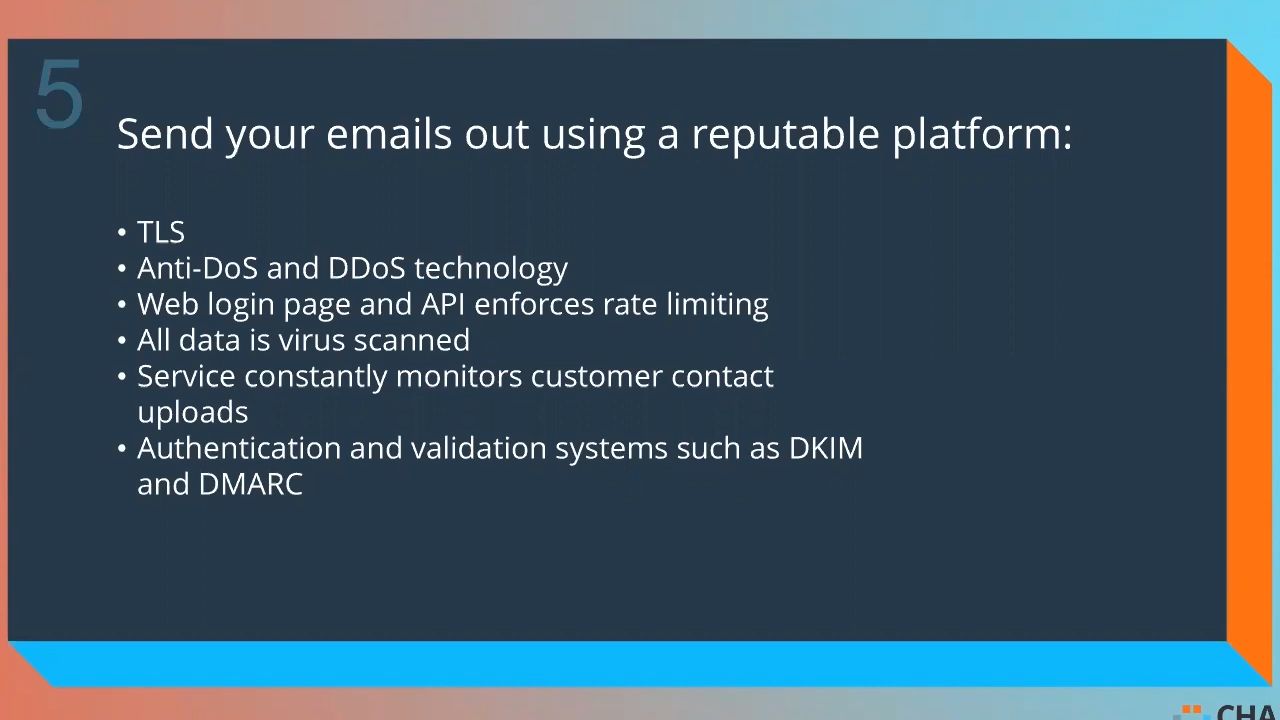 5
Send your emails out using a reputable platform:
• TLS
• Anti-DoS and DDoS technology
• Web login page and API enforces rate limiting
• All data is virus scanned
• Service constantly monitors customer contact
uploads
• Authentication and validation systems such as DKIM
and DMARC
CHA